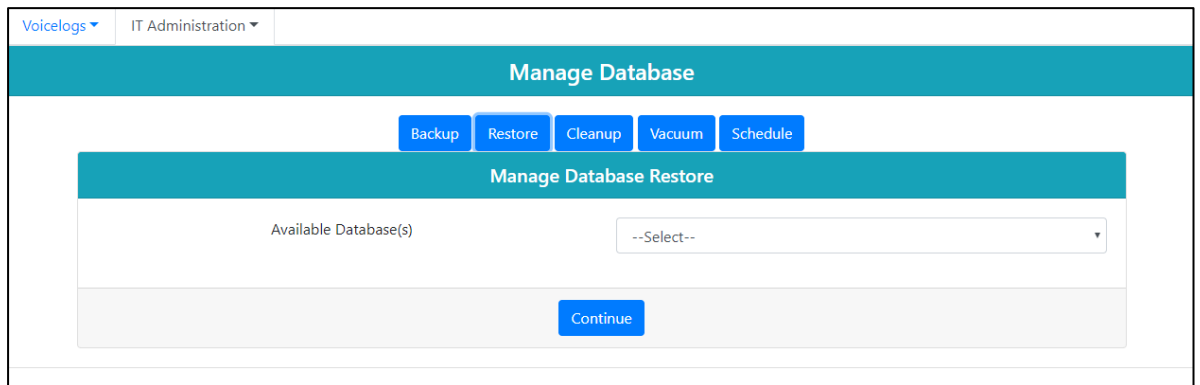 Voicelogs IT Administration
Manage Database
Backup Restore Cleanup Vacuum Schedule
Manage Database Restore
Available Database(s) --Select--
Continue